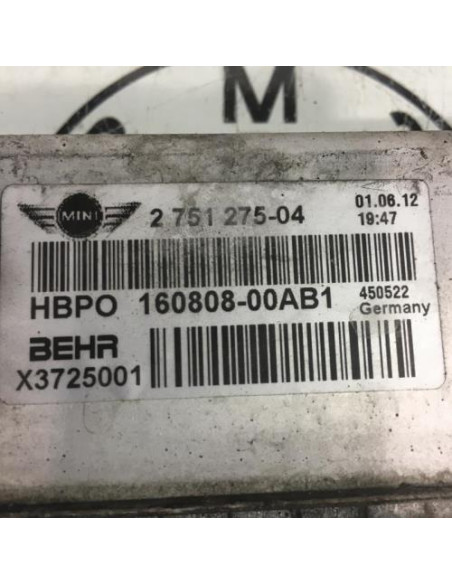 M
MINI
2 751 275-04
01.06.12
19:47
HBPO 160808-00AB1
450522
Germany
BEHR
X3725001